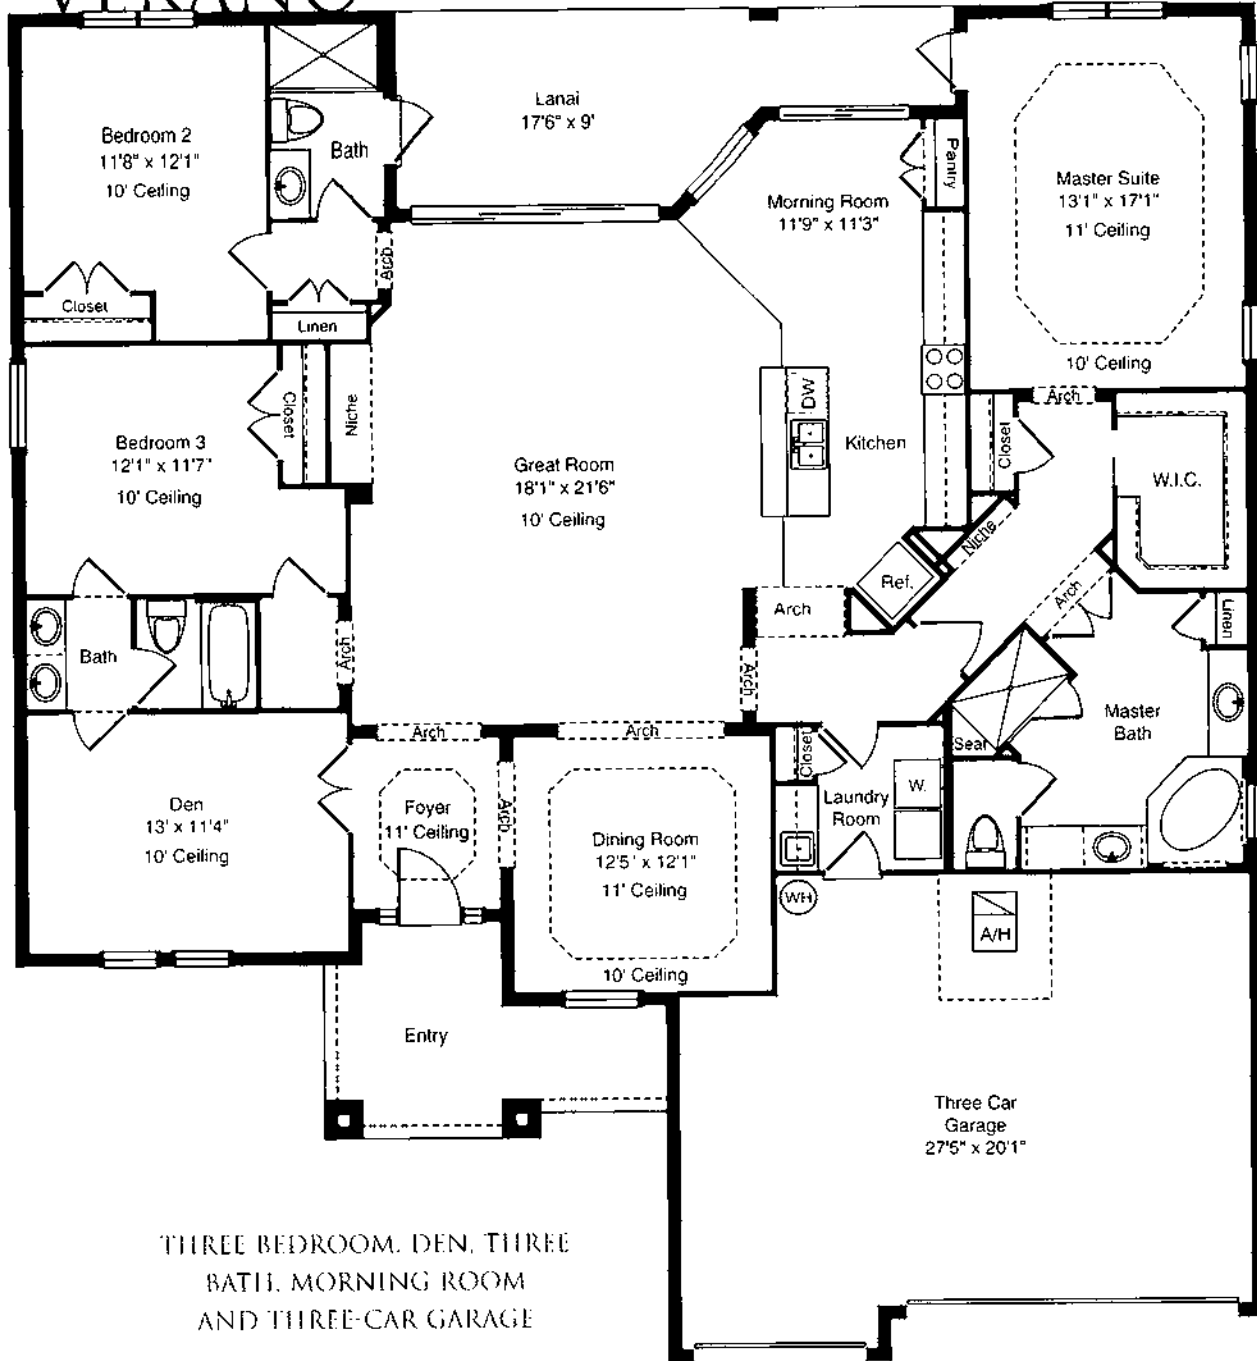 VERANO
Bedroom 2
11'8" x 12'1"
10' Ceiling
Bath
Lanai
17'6" x 9'
Morning Room
11'9" x 11'3"
Pantry
Master Suite
13'1" x 17'1"
11' Ceiling
10' Ceiling
Closet
Linen
Arch
Bedroom 3
12'1" x 11'7"
10' Ceiling
Closet
Niche
Great Room
18'1" x 21'6"
10' Ceiling
DW
Kitchen
Arch
Closet
W.I.C.
Niche
Ref.
Arch
Arch
Linen
Bath
Arch
Arch
Master
Bath
Seat
Arch
Arch
Closet
Den
13' x 11'4"
10' Ceiling
Foyer
11' Ceiling
Arch
Dining Room
12'5' x 12'1"
11' Ceiling
10' Ceiling
Laundry
Room
W.
WH
A/H
Entry
Three Car
Garage
27'5" x 20'1"
THREE BEDROOM, DEN, THREE
BATH, MORNING ROOM
AND THREE-CAR GARAGE